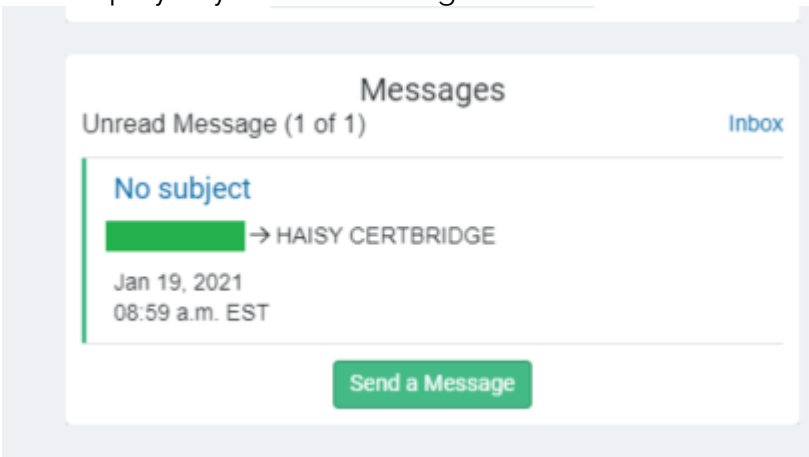 Messages
Unread Message (1 of 1) Inbox
No subject
→ HAISY CERTBRIDGE
Jan 19, 2021
08:59 a.m. EST
Send a Message